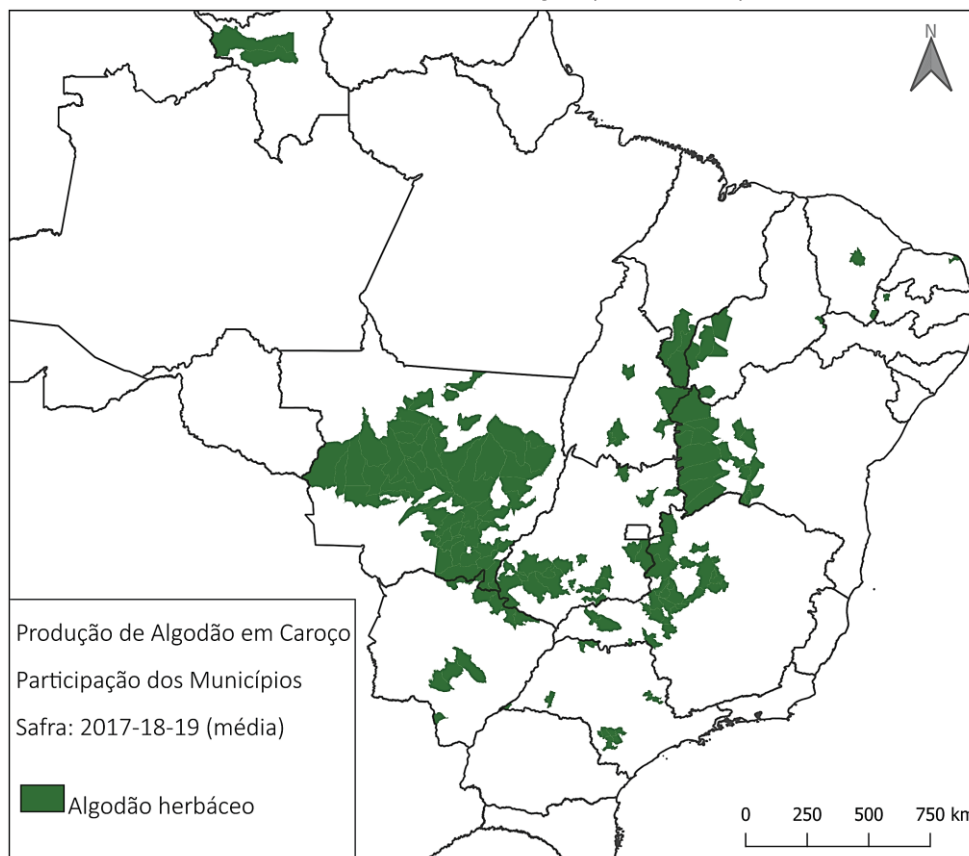 N
Produção de Algodão em Caroço
Participação dos Municípios
Safra: 2017-18-19 (média)
Algodão herbáceo
0 250 500 750 km